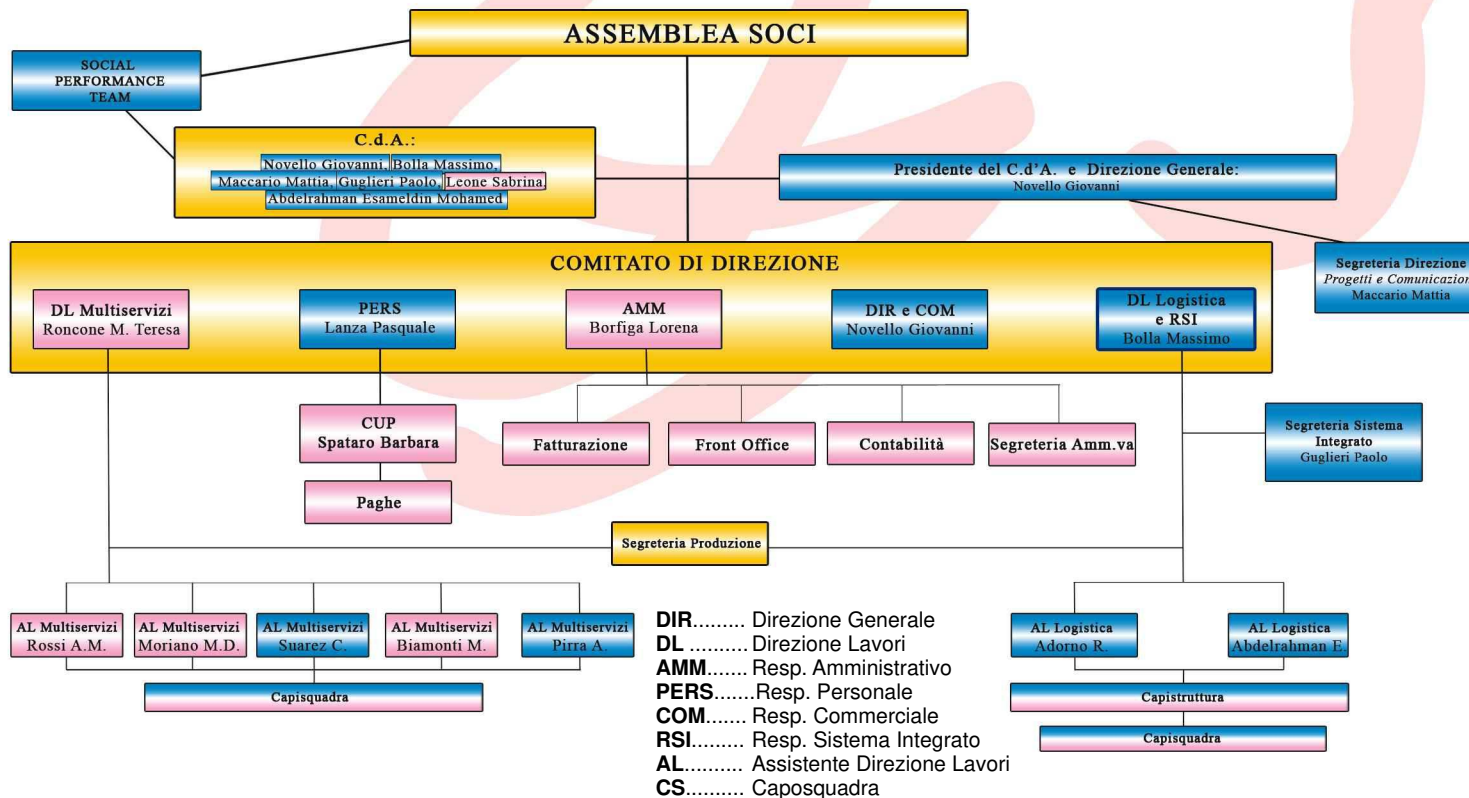 ASSEMBLEA SOCI
SOCIAL
PERFORMANCE
TEAM
C.d.A.:
Novello Giovanni, Bolla Massimo,
Maccario Mattia, Guglieri Paolo, Leone Sabrina,
Abdelrahman Esameldin Mohamed
Presidente del C.d'A. e Direzione Generale:
Novello Giovanni
Segreteria Direzione
Progetti e Comunicazion
Maccario Mattia
COMITATO DI DIREZIONE
DL Multiservizi
Roncone M. Teresa
PERS
Lanza Pasquale
AMM
Borfiga Lorena
DIR e COM
Novello Giovanni
DL Logistica
e RSI
Bolla Massimo
CUP
Spataro Barbara
Paghe
Fatturazione
Front Office
Contabilità
Segreteria Amm.va
Segreteria Sistema
Integrato
Guglieri Paolo
Segreteria Produzione
AL Multiservizi
Rossi A.M.
AL Multiservizi
Moriano M.D.
AL Multiservizi
Suarez C.
AL Multiservizi
Biamonti M.
AL Multiservizi
Pirra A.
Capisquadra
AL Logistica
Adorno R.
AL Logistica
Abdelrahman E.
Capistruttura
Capisquadra
DIR......... Direzione Generale
DL .......... Direzione Lavori
AMM....... Resp. Amministrativo
PERS.......Resp. Personale
COM....... Resp. Commerciale
RSI......... Resp. Sistema Integrato
AL.......... Assistente Direzione Lavori
CS.......... Caposquadra